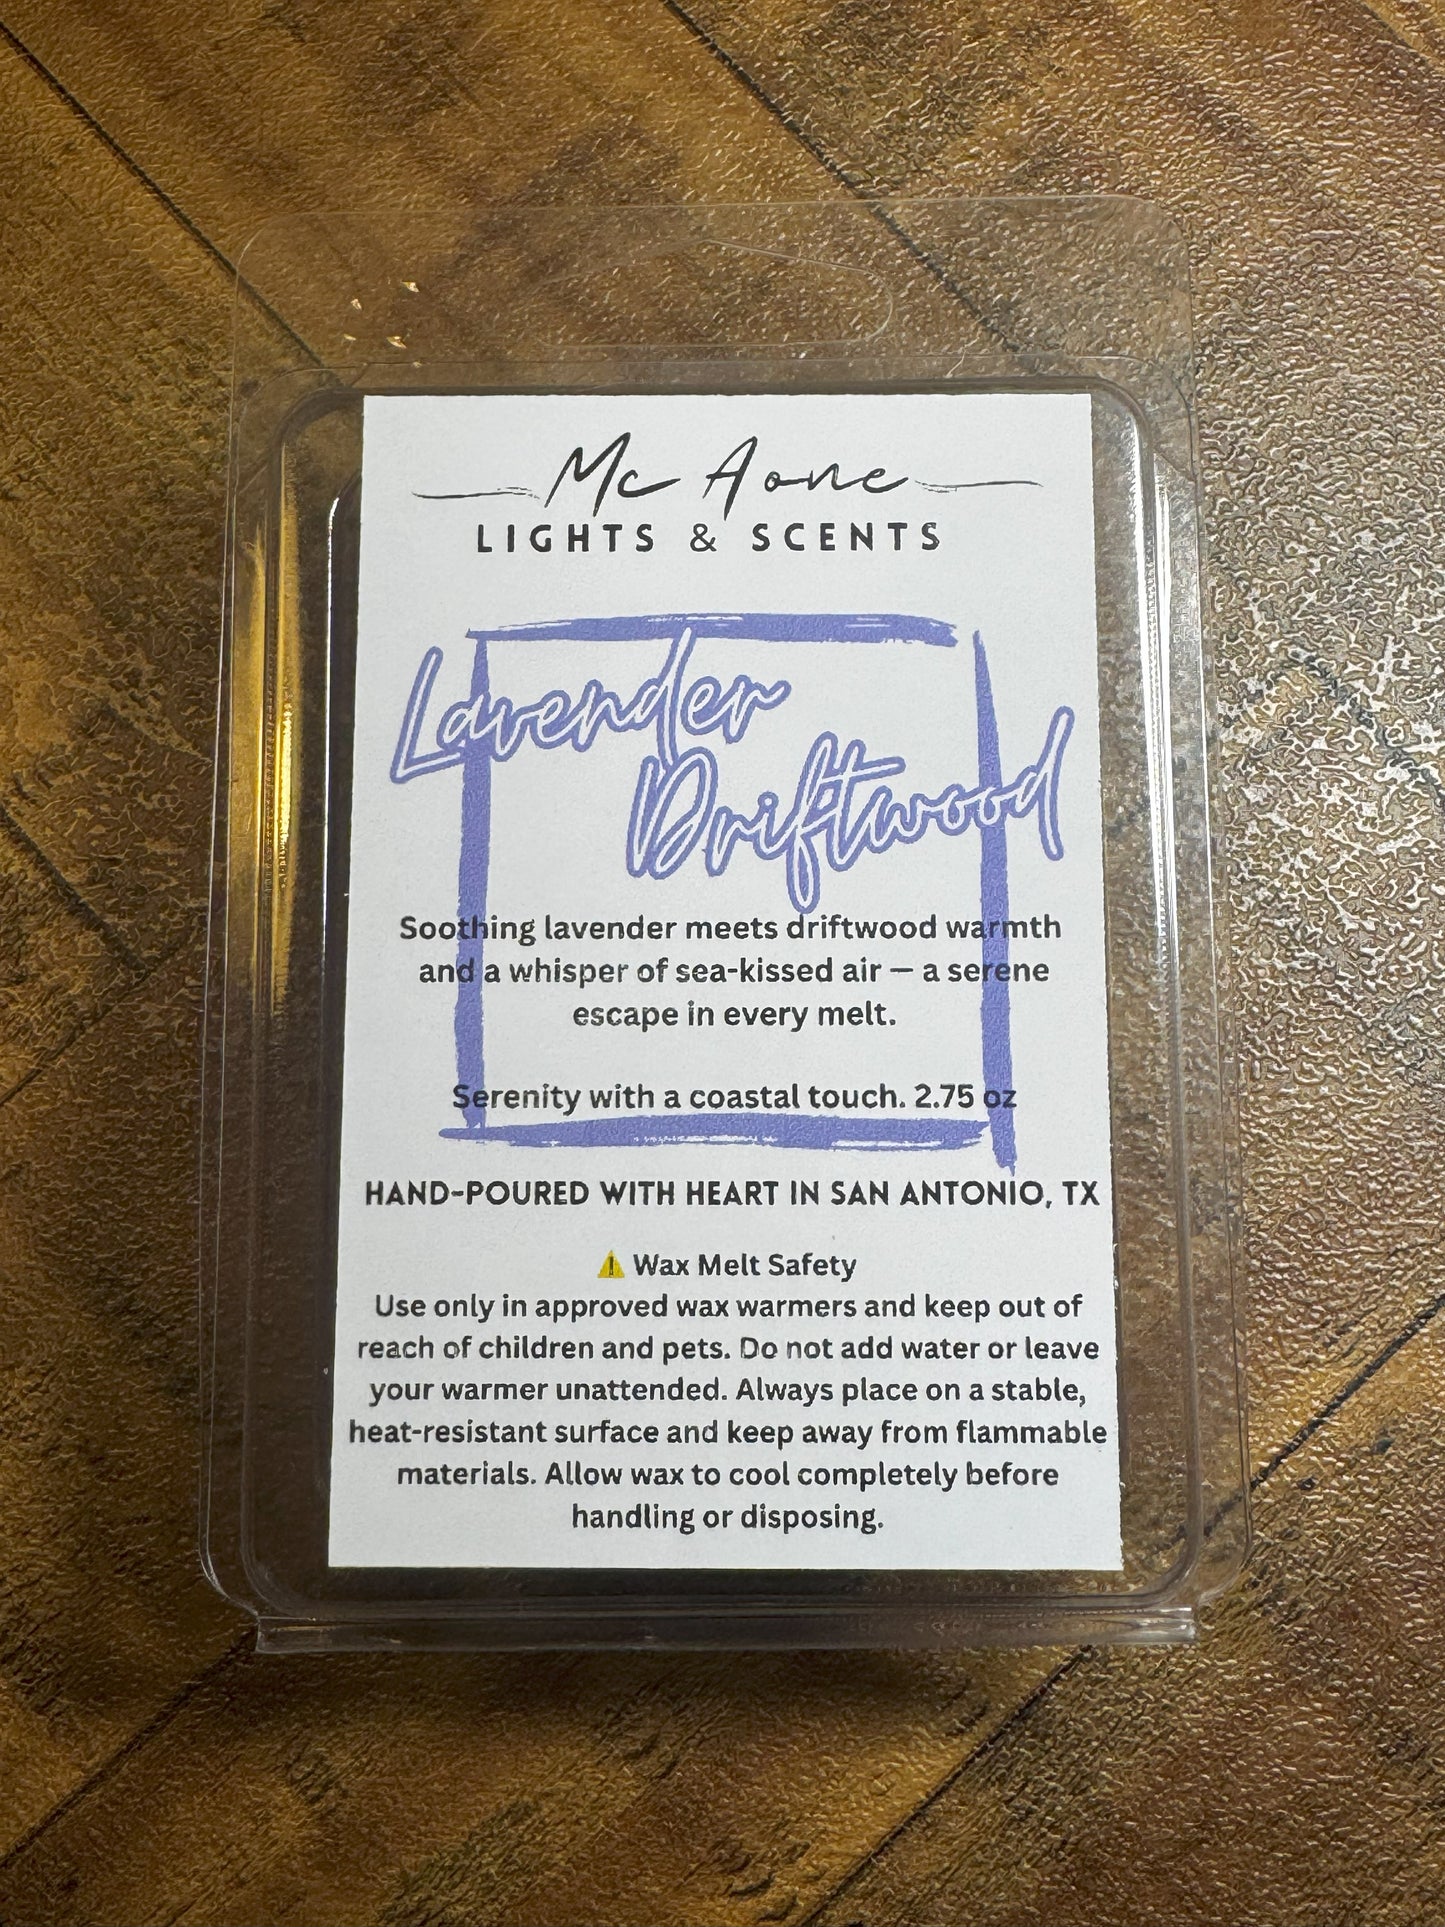 Mc Aone
LIGHTS & SCENTS
Lavender
Driftwood
Soothing lavender meets driftwood warmth
and a whisper of sea-kissed air — a serene
escape in every melt.
Serenity with a coastal touch. 2.75 oz
HAND-POURED WITH HEART IN SAN ANTONIO, TX
⚠️ Wax Melt Safety
Use only in approved wax warmers and keep out of
reach of children and pets. Do not add water or leave
your warmer unattended. Always place on a stable,
heat-resistant surface and keep away from flammable
materials. Allow wax to cool completely before
handling or disposing.